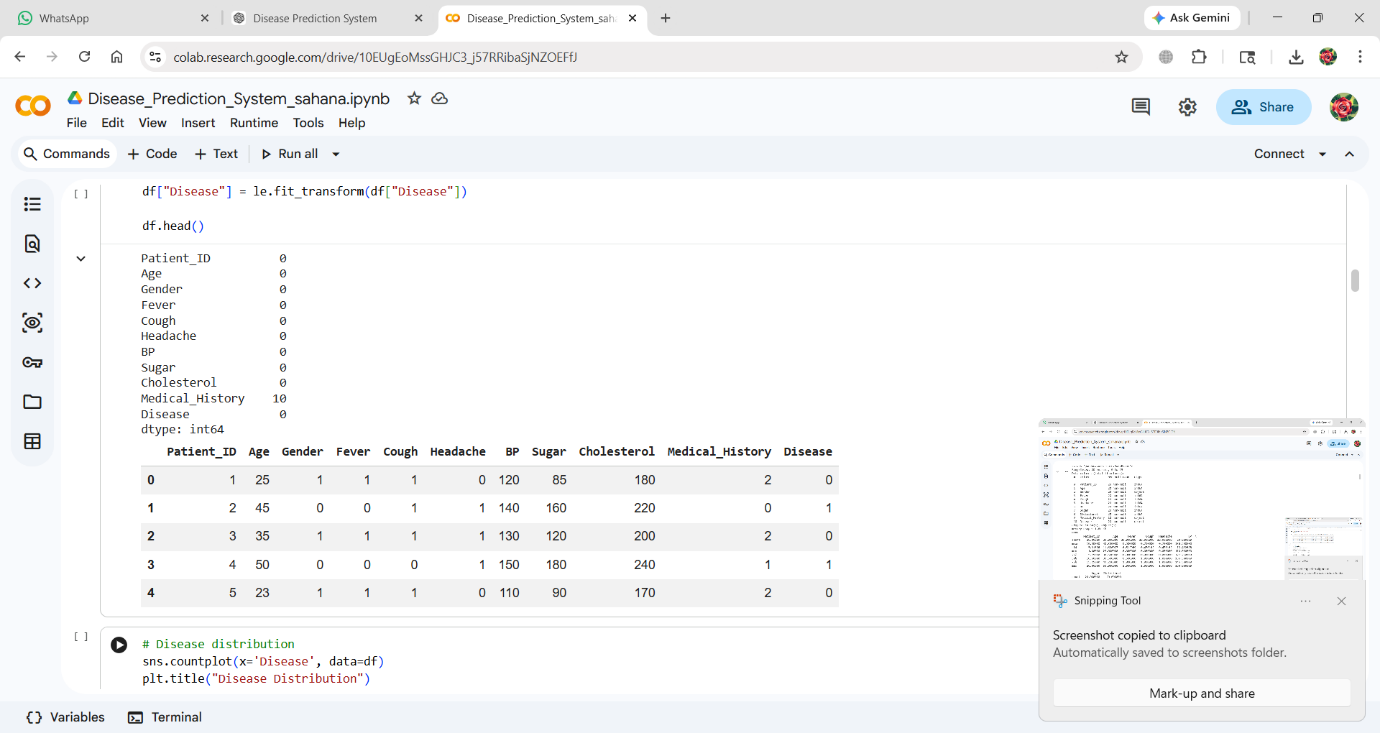 WhatsApp
Disease Prediction System
Disease_Prediction_System_saha
Ask Gemini
colab.research.google.com/drive/10EUgEoMssGHJC3_j57RRibaSjNZOEFfJ
Disease_Prediction_System_sahana.ipynb
File Edit View Insert Runtime Tools Help
Share
Commands + Code + Text Run all
Connect
[ ]
df["Disease"] = le.fit_transform(df["Disease"])
df.head()
Patient_ID 0
Age 0
Gender 0
Fever 0
Cough 0
Headache 0
BP 0
Sugar 0
Cholesterol 0
Medical_History 10
Disease 0
dtype: int64
Patient_ID Age Gender Fever Cough Headache BP Sugar Cholesterol Medical_History Disease
0 1 25 1 1 1 0 120 85 180 2 0
1 2 45 0 0 1 1 140 160 220 0 1
2 3 35 1 1 1 1 130 120 200 2 0
3 4 50 0 0 0 1 150 180 240 1 1
4 5 23 1 1 1 0 110 90 170 2 0
[ ]
# Disease distribution
sns.countplot(x='Disease', data=df)
plt.title("Disease Distribution")
Snipping Tool
Screenshot copied to clipboard
Automatically saved to screenshots folder.
Mark-up and share
{} Variables
Terminal